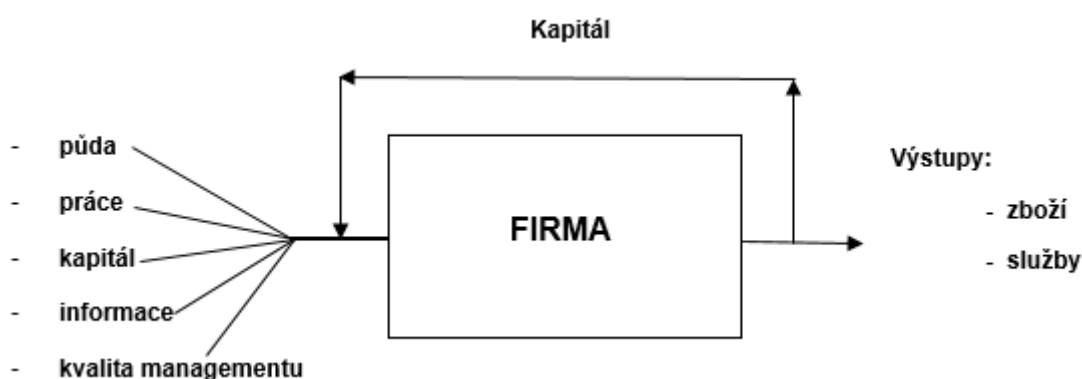 Kapitál
- půda
- práce
- kapitál
- informace
- kvalita managementu
FIRMA
Výstupy:
- zboží
- služby